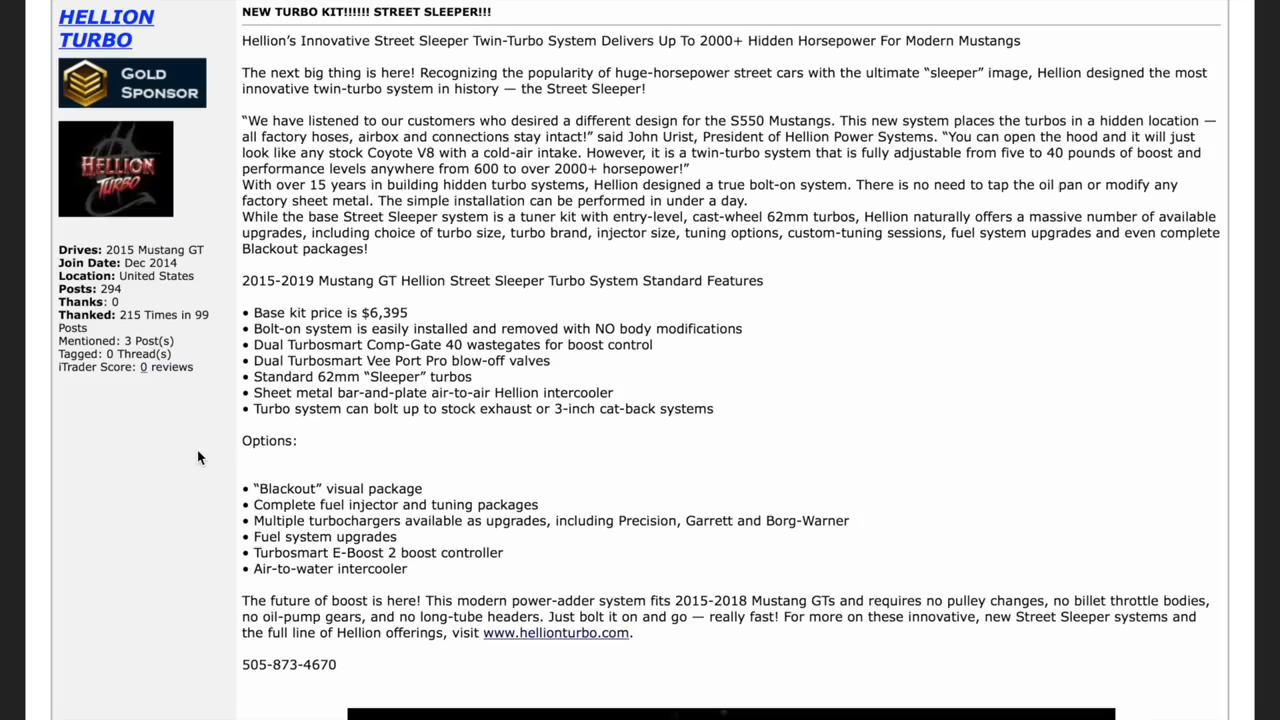 HELLION
TURBO
GOLD
SPONSOR
HELLION
TURBO
Drives: 2015 Mustang GT
Join Date: Dec 2014
Location: United States
Posts: 294
Thanks: 0
Thanked: 215 Times in 99
Posts
Mentioned: 3 Post(s)
Tagged: 0 Thread(s)
iTrader Score: 0 reviews
NEW TURBO KIT!!!!!! STREET SLEEPER!!!
Hellion’s Innovative Street Sleeper Twin-Turbo System Delivers Up To 2000+ Hidden Horsepower For Modern Mustangs
The next big thing is here! Recognizing the popularity of huge-horsepower street cars with the ultimate “sleeper” image, Hellion designed the most
innovative twin-turbo system in history — the Street Sleeper!
“We have listened to our customers who desired a different design for the S550 Mustangs. This new system places the turbos in a hidden location —
all factory hoses, airbox and connections stay intact!” said John Urist, President of Hellion Power Systems. “You can open the hood and it will just
look like any stock Coyote V8 with a cold-air intake. However, it is a twin-turbo system that is fully adjustable from five to 40 pounds of boost and
performance levels anywhere from 600 to over 2000+ horsepower!”
With over 15 years in building hidden turbo systems, Hellion designed a true bolt-on system. There is no need to tap the oil pan or modify any
factory sheet metal. The simple installation can be performed in under a day.
While the base Street Sleeper system is a tuner kit with entry-level, cast-wheel 62mm turbos, Hellion naturally offers a massive number of available
upgrades, including choice of turbo size, turbo brand, injector size, tuning options, custom-tuning sessions, fuel system upgrades and even complete
Blackout packages!
2015-2019 Mustang GT Hellion Street Sleeper Turbo System Standard Features
• Base kit price is $6,395
• Bolt-on system is easily installed and removed with NO body modifications
• Dual Turbosmart Comp-Gate 40 wastegates for boost control
• Dual Turbosmart Vee Port Pro blow-off valves
• Standard 62mm “Sleeper” turbos
• Sheet metal bar-and-plate air-to-air Hellion intercooler
• Turbo system can bolt up to stock exhaust or 3-inch cat-back systems
Options:
• “Blackout” visual package
• Complete fuel injector and tuning packages
• Multiple turbochargers available as upgrades, including Precision, Garrett and Borg-Warner
• Fuel system upgrades
• Turbosmart E-Boost 2 boost controller
• Air-to-water intercooler
The future of boost is here! This modern power-adder system fits 2015-2018 Mustang GTs and requires no pulley changes, no billet throttle bodies,
no oil-pump gears, and no long-tube headers. Just bolt it on and go — really fast! For more on these innovative, new Street Sleeper systems and
the full line of Hellion offerings, visit www.hellionturbo.com.
505-873-4670